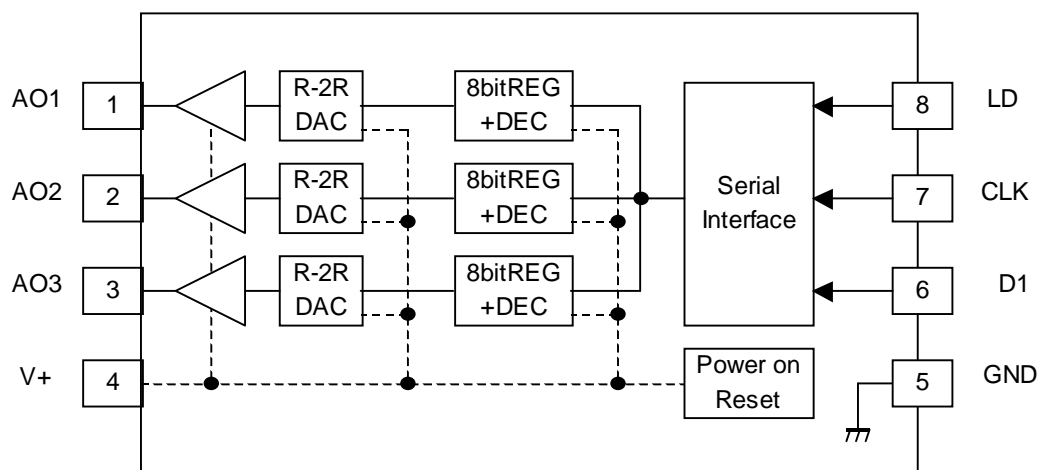 AO1
1
R-2R
DAC
8bitREG
+DEC
8
LD
AO2
2
R-2R
DAC
8bitREG
+DEC
Serial
Interface
7
CLK
AO3
3
R-2R
DAC
8bitREG
+DEC
6
D1
V+
4
Power on
Reset
5
GND